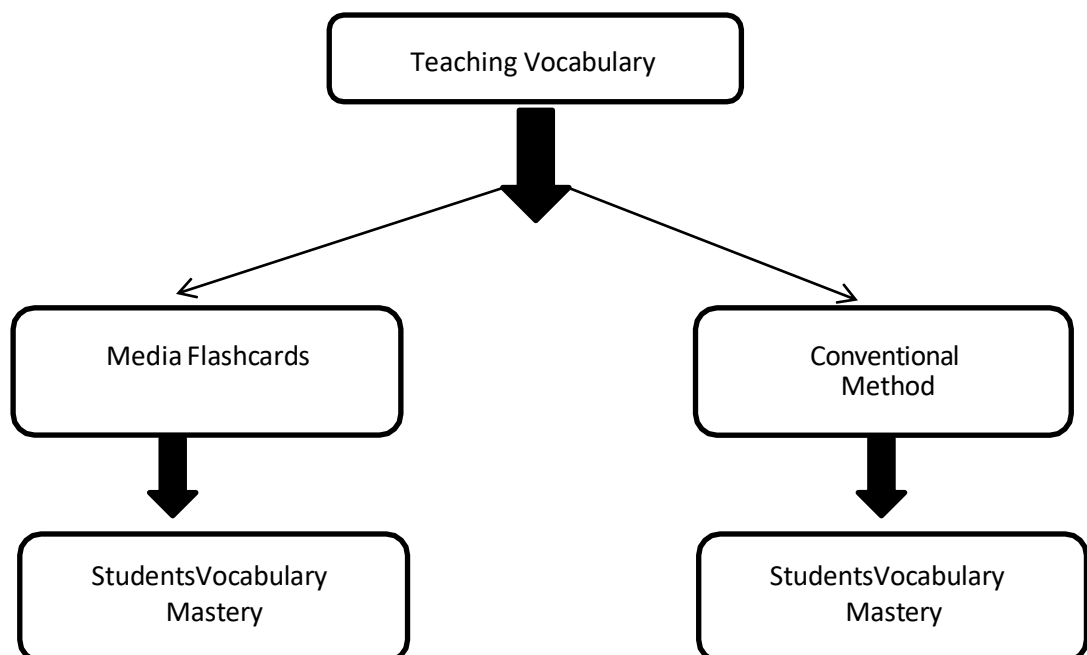 Teaching Vocabulary
Media Flashcards
Conventional
Method
StudentsVocabulary
Mastery
StudentsVocabulary
Mastery